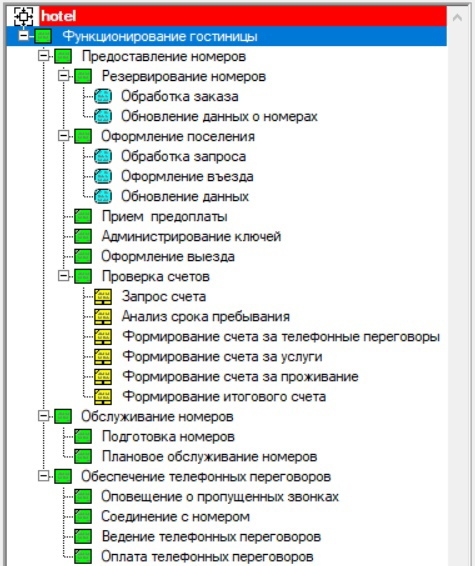 hotel
Функционирование гостиницы
Предоставление номеров
Резервирование номеров
Обработка заказа
Обновление данных о номерах
Оформление поселения
Обработка запроса
Оформление въезда
Обновление данных
Прием предоплаты
Администрирование ключей
Оформление выезда
Проверка счетов
Запрос счета
Анализ срока пребывания
Формирование счета за телефонные переговоры
Формирование счета за услуги
Формирование счета за проживание
Формирование итогового счета
Обслуживание номеров
Подготовка номеров
Плановое обслуживание номеров
Обеспечение телефонных переговоров
Оповещение о пропущенных звонках
Соединение с номером
Ведение телефонных переговоров
Оплата телефонных переговоров